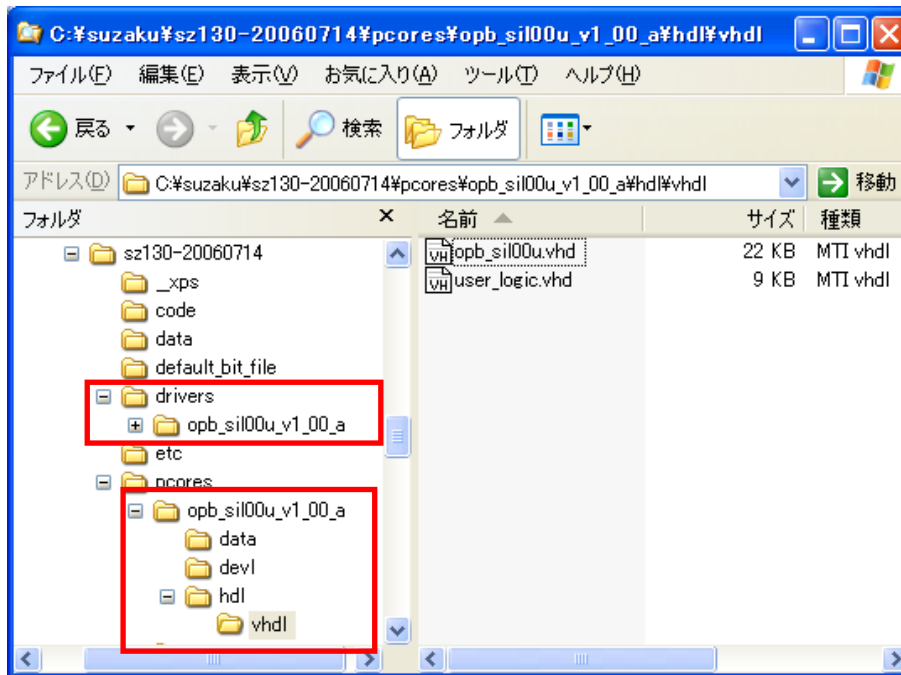 C:¥suzaku¥sz130-20060714¥pcores¥opb_sil00u_v1_00_a¥hdl¥vhdl
ファイル(F) 編集(E) 表示(V) お気に入り(A) ツール(T) ヘルプ(H)
戻る 検索 フォルダ
アドレス(D) C:¥suzaku¥sz130-20060714¥pcores¥opb_sil00u_v1_00_a¥hdl¥vhdl 移動
フォルダ × 名前 サイズ 種類
sz130-20060714 opb_sil00u.vhd 22 KB MTI vhdl
_xps user_logic.vhd 9 KB MTI vhdl
code
data
default_bit_file
drivers
opb_sil00u_v1_00_a
etc
pcores
opb_sil00u_v1_00_a
data
devl
hdl
vhdl